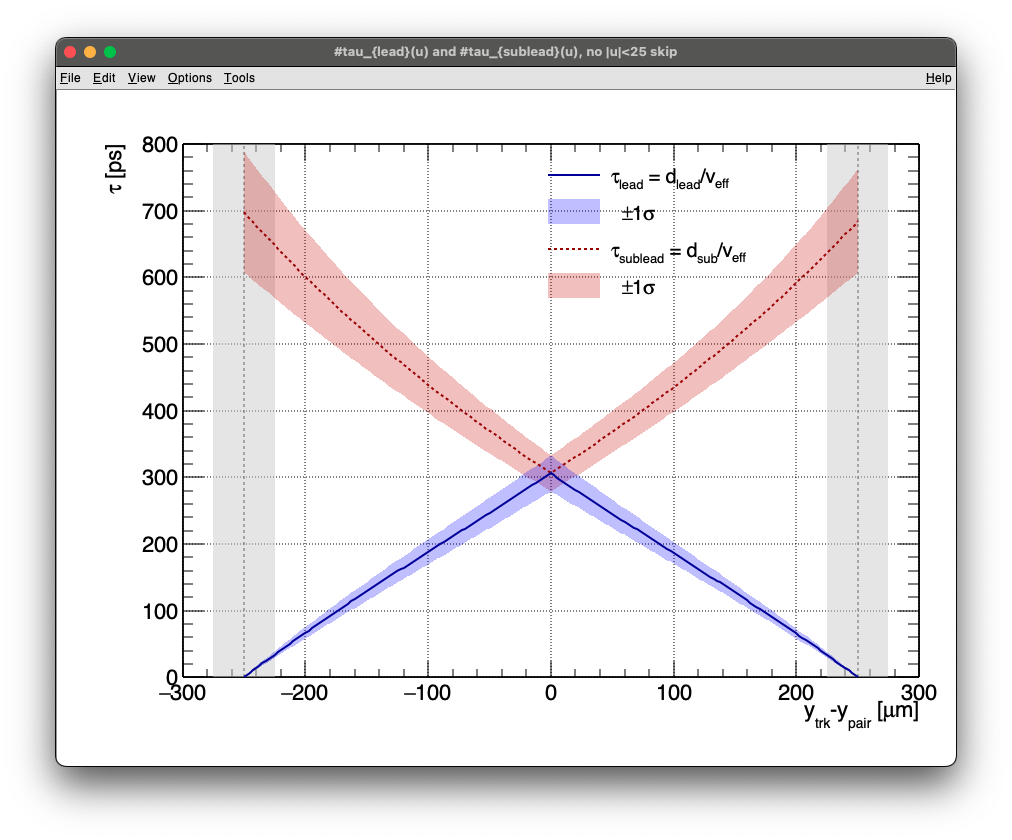 #tau_{lead}(u) and #tau_{sublead}(u), no |u|<25 skip
File Edit View Options Tools Help
τ [ps]
800
700
600
500
400
300
200
100
0
τlead = dlead/veff
±1σ
τsublead = dsub/veff
±1σ
−300 −200 −100 0 100 200 300
ytrk-ypair [μm]